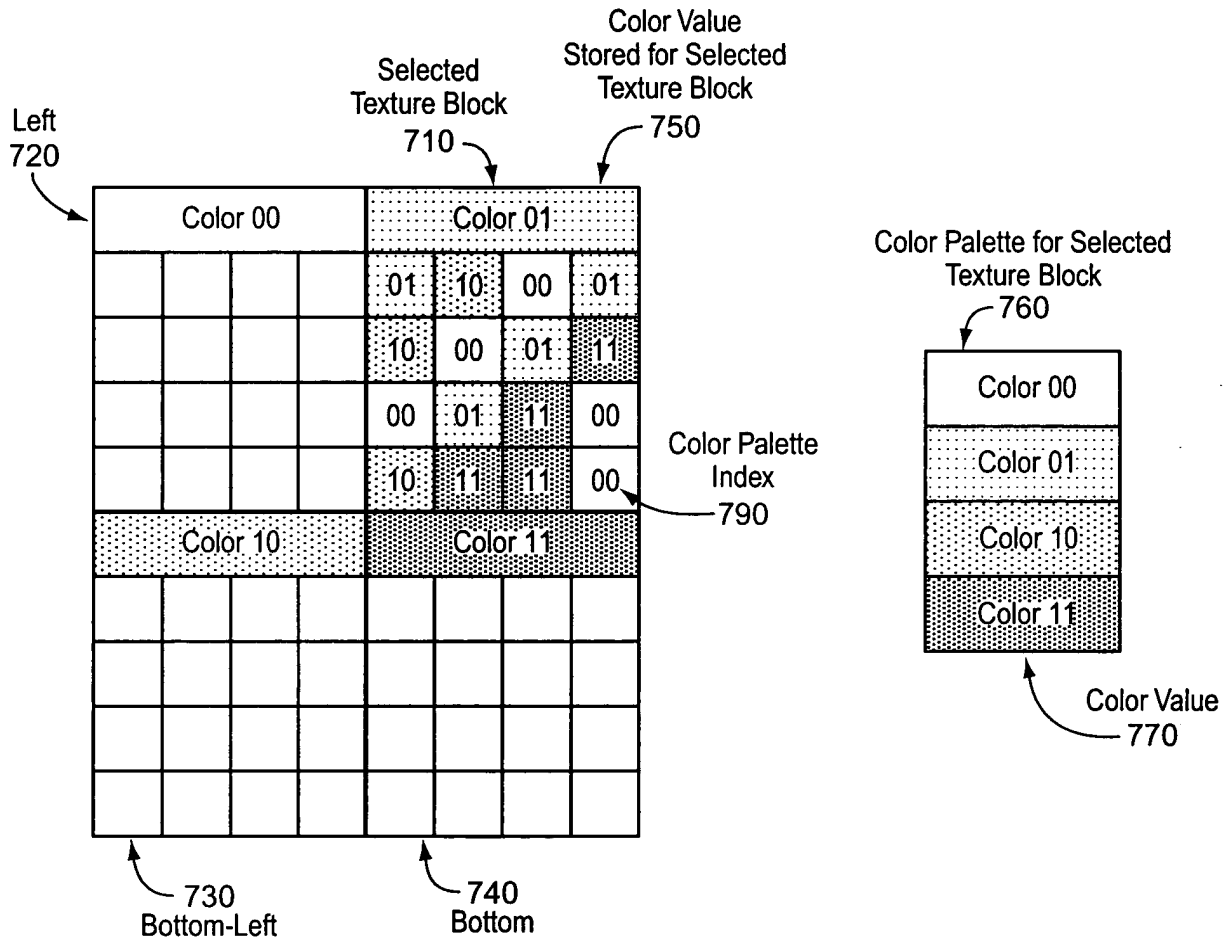 Color Value
Stored for Selected
Texture Block
750
Selected
Texture Block
710
Left
720
Color 00
Color 01
01 10 00 01
10 00 01 11
00 01 11 00
10 11 11 00
Color Palette
Index
790
Color 10
Color 11
730
Bottom-Left
740
Bottom
Color Palette for Selected
Texture Block
760
Color 00
Color 01
Color 10
Color 11
Color Value
770